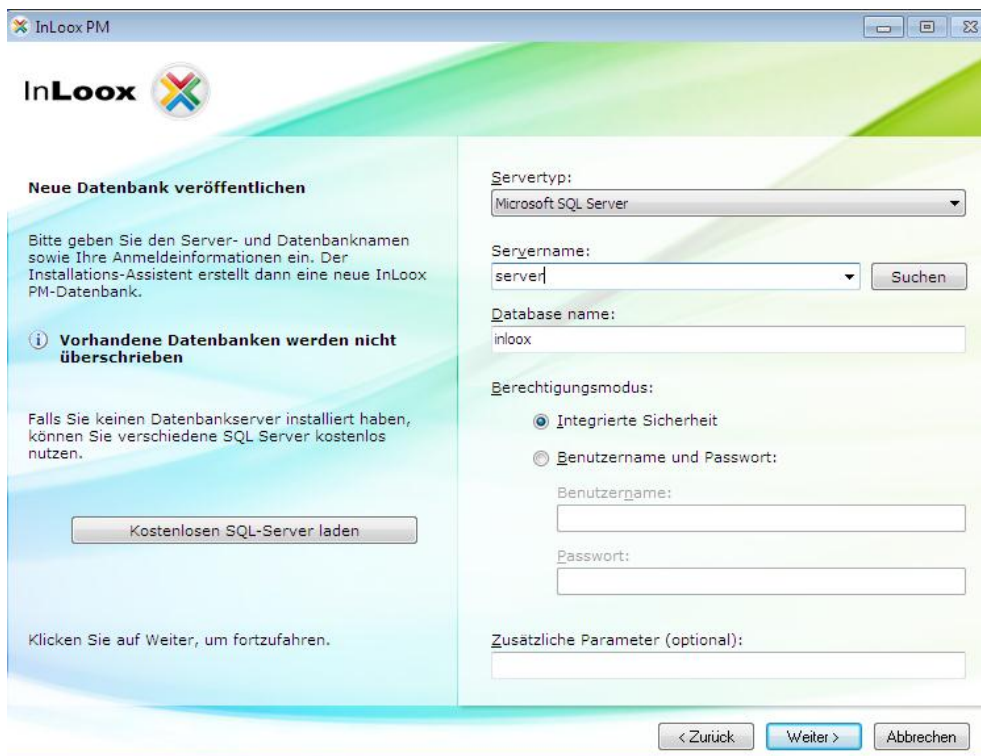 InLoox PM
InLoox
Neue Datenbank veröffentlichen
Bitte geben Sie den Server- und Datenbanknamen
sowie Ihre Anmeldeinformationen ein. Der
Installations-Assistent erstellt dann eine neue InLoox
PM-Datenbank.
Vorhandene Datenbanken werden nicht
überschrieben
Falls Sie keinen Datenbankserver installiert haben,
können Sie verschiedene SQL Server kostenlos
nutzen.
Kostenlosen SQL-Server laden
Klicken Sie auf Weiter, um fortzufahren.
Servertyp:
Microsoft SQL Server
Servername:
server
Suchen
Database name:
inloox
Berechtigungsmodus:
Integrierte Sicherheit
Benutzername und Passwort:
Benutzername:
Passwort:
Zusätzliche Parameter (optional):
< Zurück
Weiter >
Abbrechen